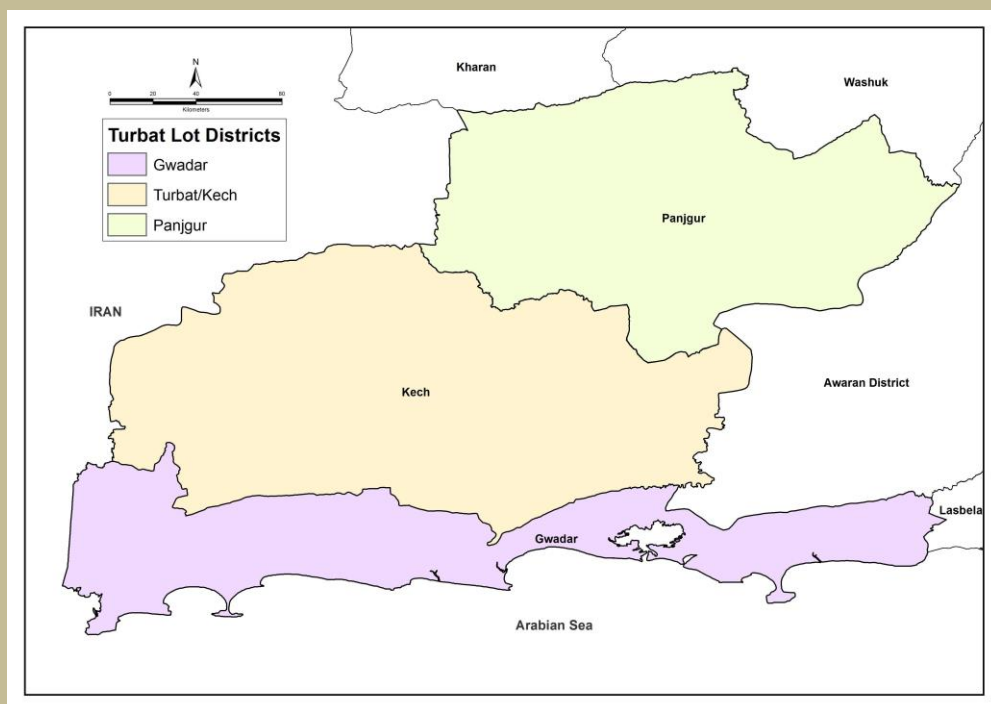 N
0 20 40 80
Kilometers
Turbat Lot Districts
Gwadar
Turbat/Kech
Panjgur
Kharan
Washuk
Panjgur
IRAN
Kech
Awaran District
Lasbela
Gwadar
Arabian Sea